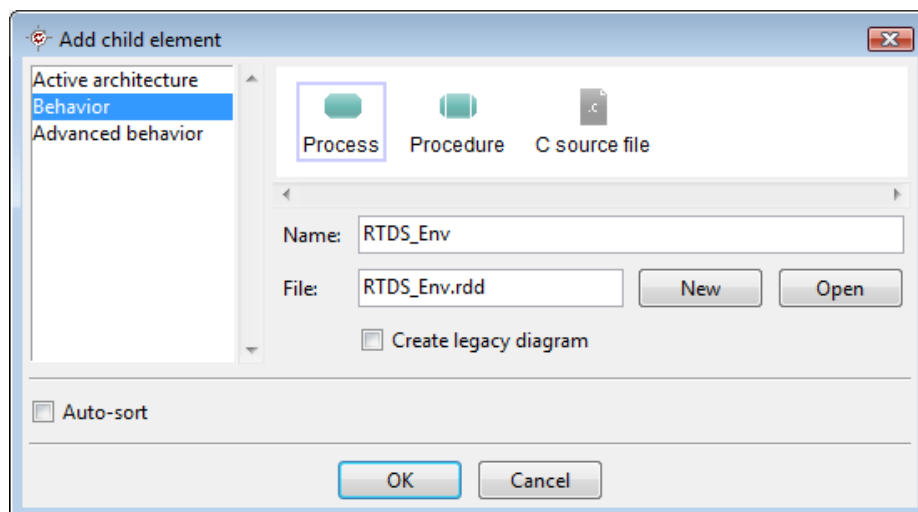 Add child element
Active architecture
Behavior
Advanced behavior
.c
Process Procedure C source file
Name: RTDS_Env
File: RTDS_Env.rdd New Open
Create legacy diagram
Auto-sort
OK Cancel